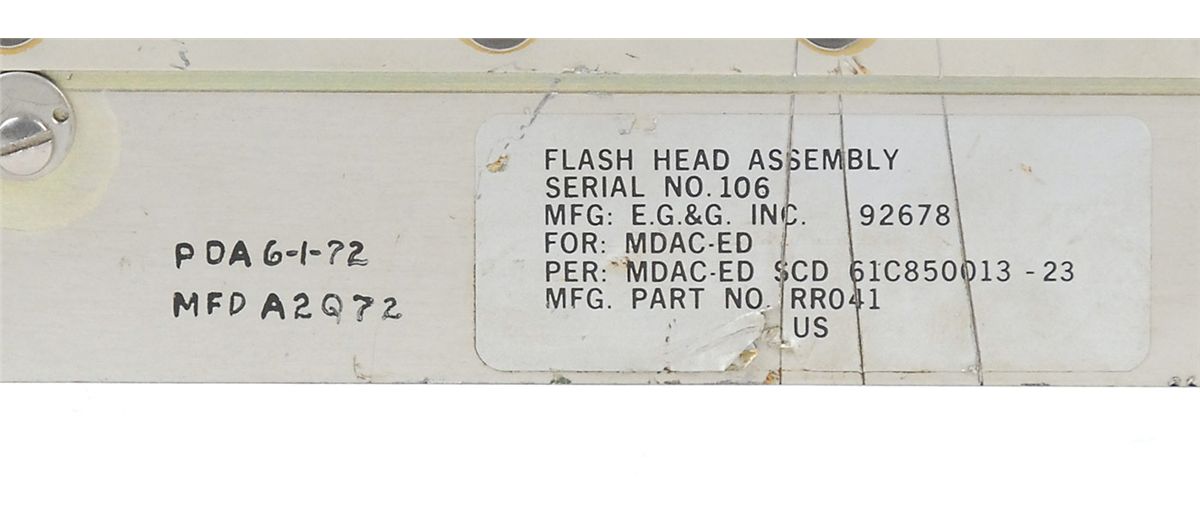 PDA 6-1-72
MFD A2Q72
FLASH HEAD ASSEMBLY
SERIAL NO. 106
MFG: E.G.&G. INC. 92678
FOR: MDAC-ED
PER: MDAC-ED SCD 61C850013 - 23
MFG. PART NO. RR041
US